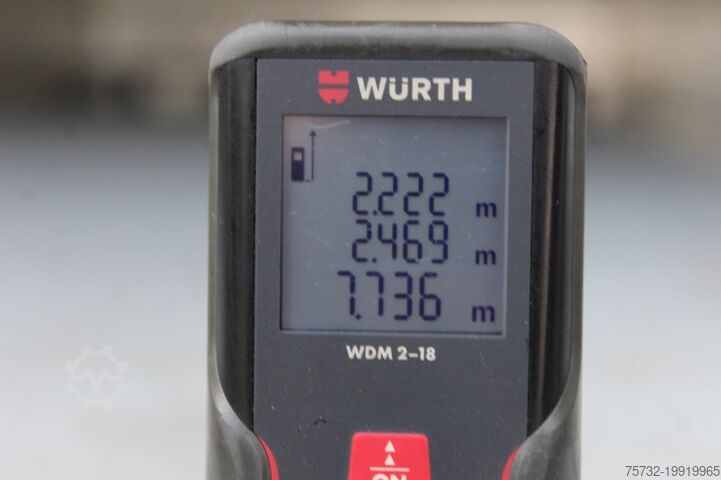 WÜRTH
2.222 m
2.469 m
7.736 m
WDM 2-18
ON
75732-19919965